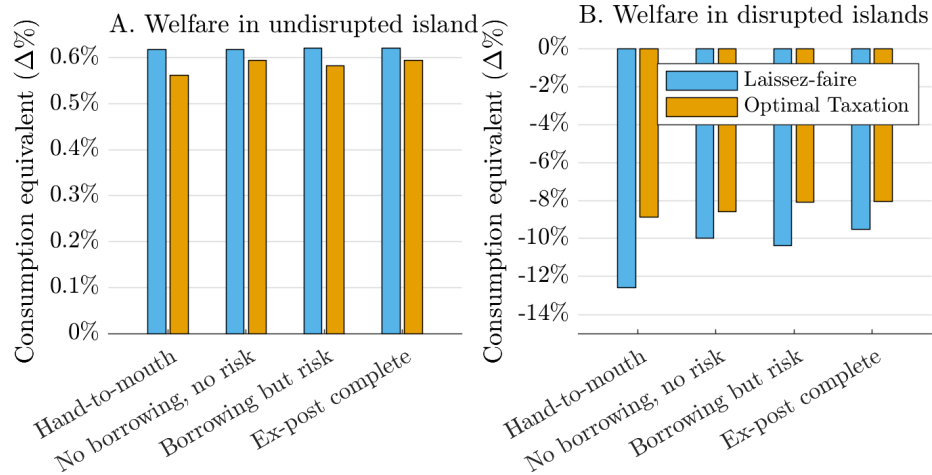 A. Welfare in undisrupted island
Consumption equivalent (Δ%)
0.6%
0.5%
0.4%
0.3%
0.2%
0.1%
0%
Hand-to-mouth
No borrowing, no risk
Borrowing but risk
Ex-post complete
B. Welfare in disrupted islands
Consumption equivalent (Δ%)
0%
-2%
-4%
-6%
-8%
-10%
-12%
-14%
Laissez-faire
Optimal Taxation
Hand-to-mouth
No borrowing, no risk
Borrowing but risk
Ex-post complete